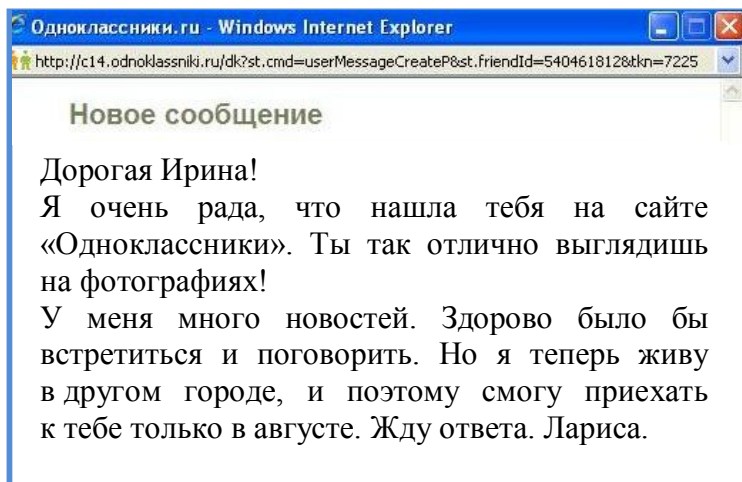 Одноклассники.ru - Windows Internet Explorer
http://c14.odnoklassniki.ru/dk?st.cmd=userMessageCreateP&st.friendId=540461812&tkn=7225
Новое сообщение
Дорогая Ирина!
Я очень рада, что нашла тебя на сайте
«Одноклассники». Ты так отлично выглядишь
на фотографиях!
У меня много новостей. Здорово было бы
встретиться и поговорить. Но я теперь живу
в другом городе, и поэтому смогу приехать
к тебе только в августе. Жду ответа. Лариса.